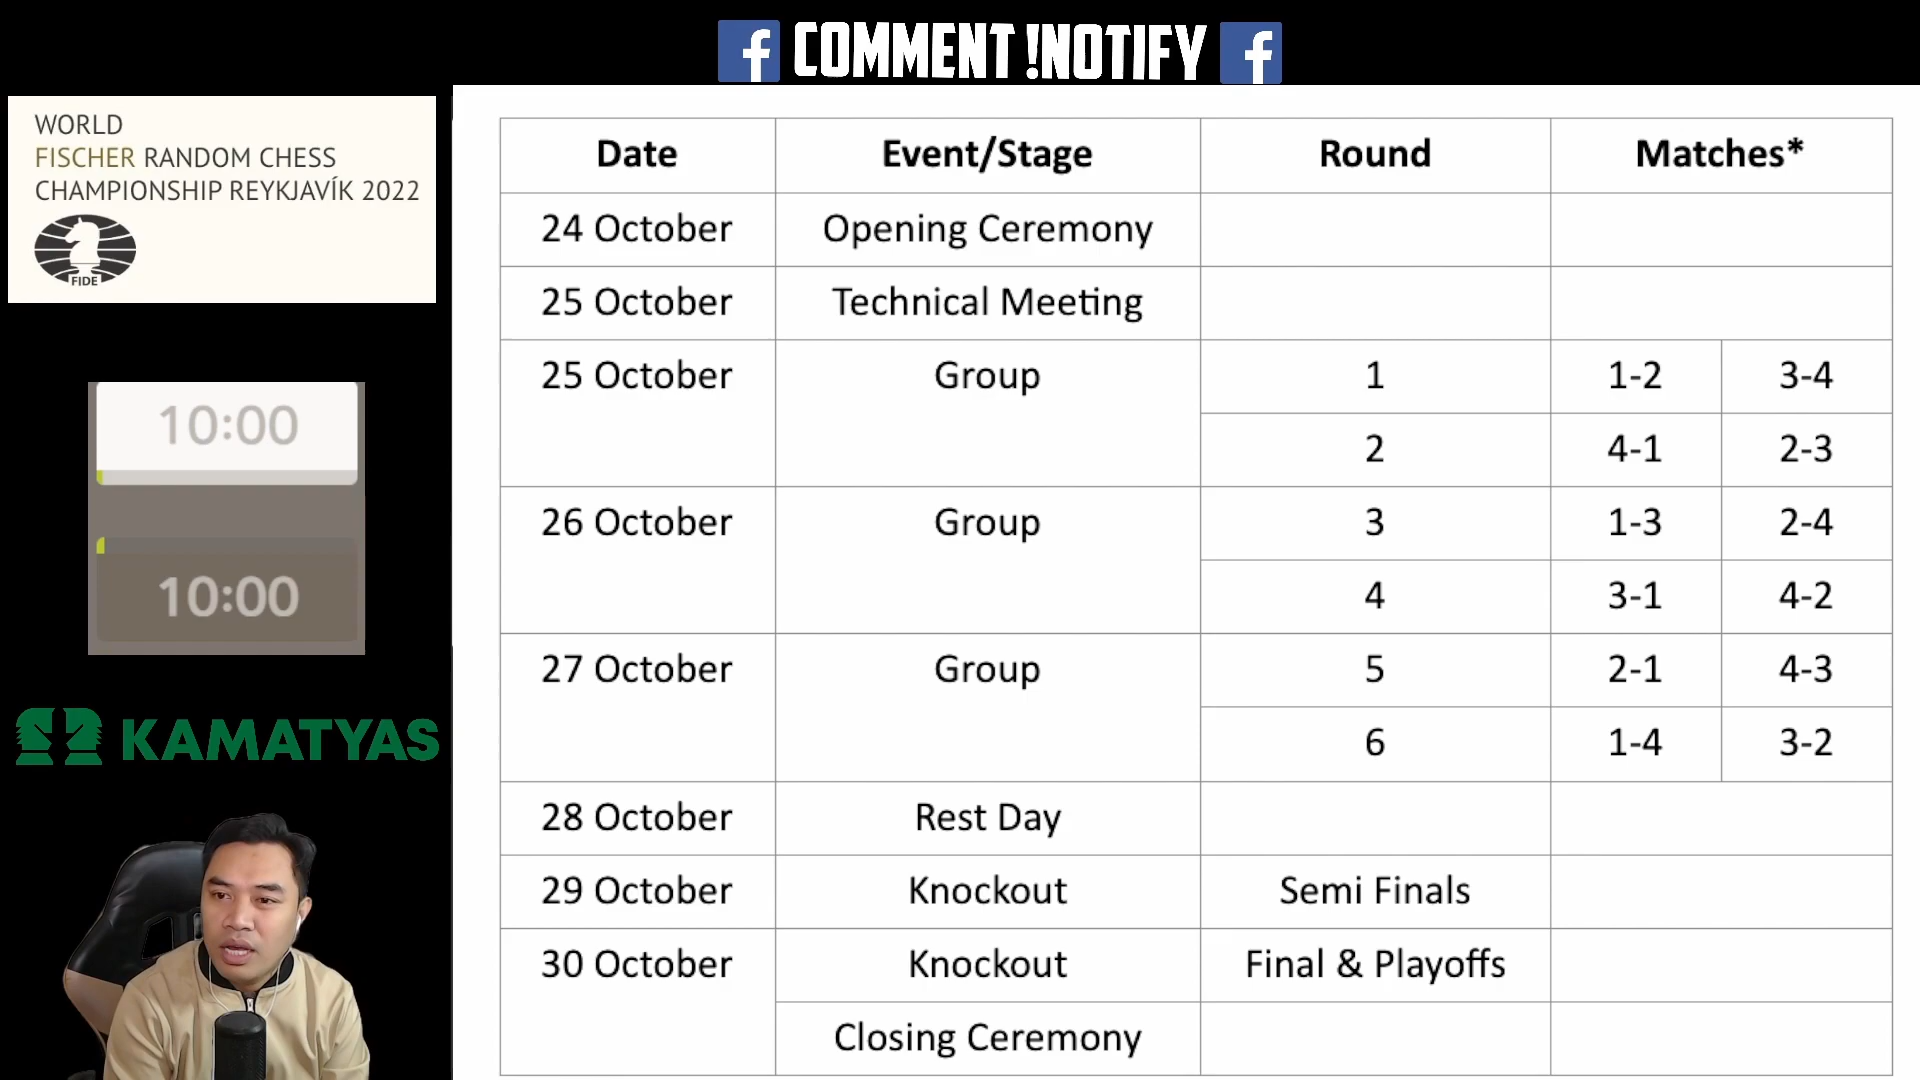 COMMENT !NOTIFY
WORLD
FISCHER RANDOM CHESS
CHAMPIONSHIP REYKJAVÍK 2022
FIDE
10:00
10:00
KAMATYAS
Date Event/Stage Round Matches*
24 October Opening Ceremony
25 October Technical Meeting
25 October Group 1 1-2 3-4
2 4-1 2-3
26 October Group 3 1-3 2-4
4 3-1 4-2
27 October Group 5 2-1 4-3
6 1-4 3-2
28 October Rest Day
29 October Knockout Semi Finals
30 October Knockout Final & Playoffs
Closing Ceremony